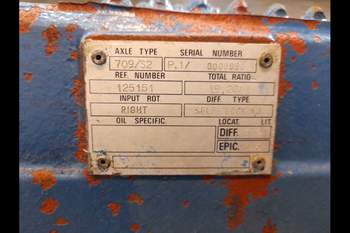 AXLE TYPE SERIAL NUMBER
709/S2 P.1/
REF. NUMBER TOTAL RATIO
125151
INPUT ROT DIFF TYPE
RIGHT
OIL SPECIFIC. LOCAT. LIT
DIFF.
EPIC.